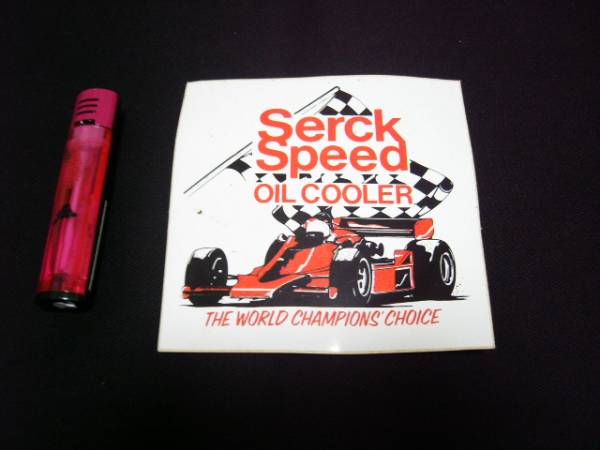 Serck
Speed
OIL COOLER
THE WORLD CHAMPIONS' CHOICE